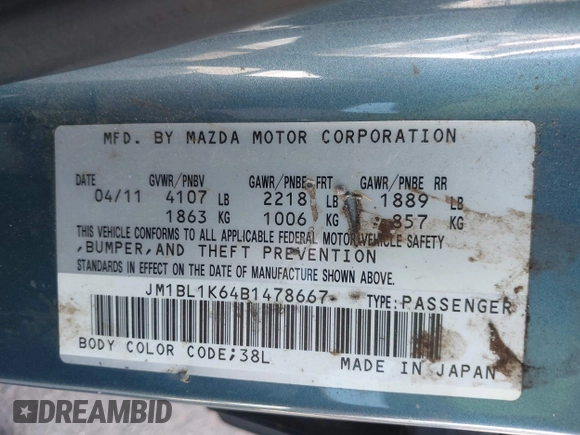 MFD. BY MAZDA MOTOR CORPORATION
DATE GVWR/PNBV GAWR/PNBE FRT GAWR/PNBE RR
04/11 4107 LB 2218 LB 1889 LB
1863 KG 1006 KG 857 KG
THIS VEHICLE CONFORMS TO ALL APPLICABLE FEDERAL MOTOR VEHICLE SAFETY
,BUMPER,AND THEFT PREVENTION
STANDARDS IN EFFECT ON THE DATE OF MANUFACTURE SHOWN ABOVE.
JM1BL1K64B1478667 TYPE:PASSENGER
BODY COLOR CODE;38L MADE IN JAPAN
DREAMBID